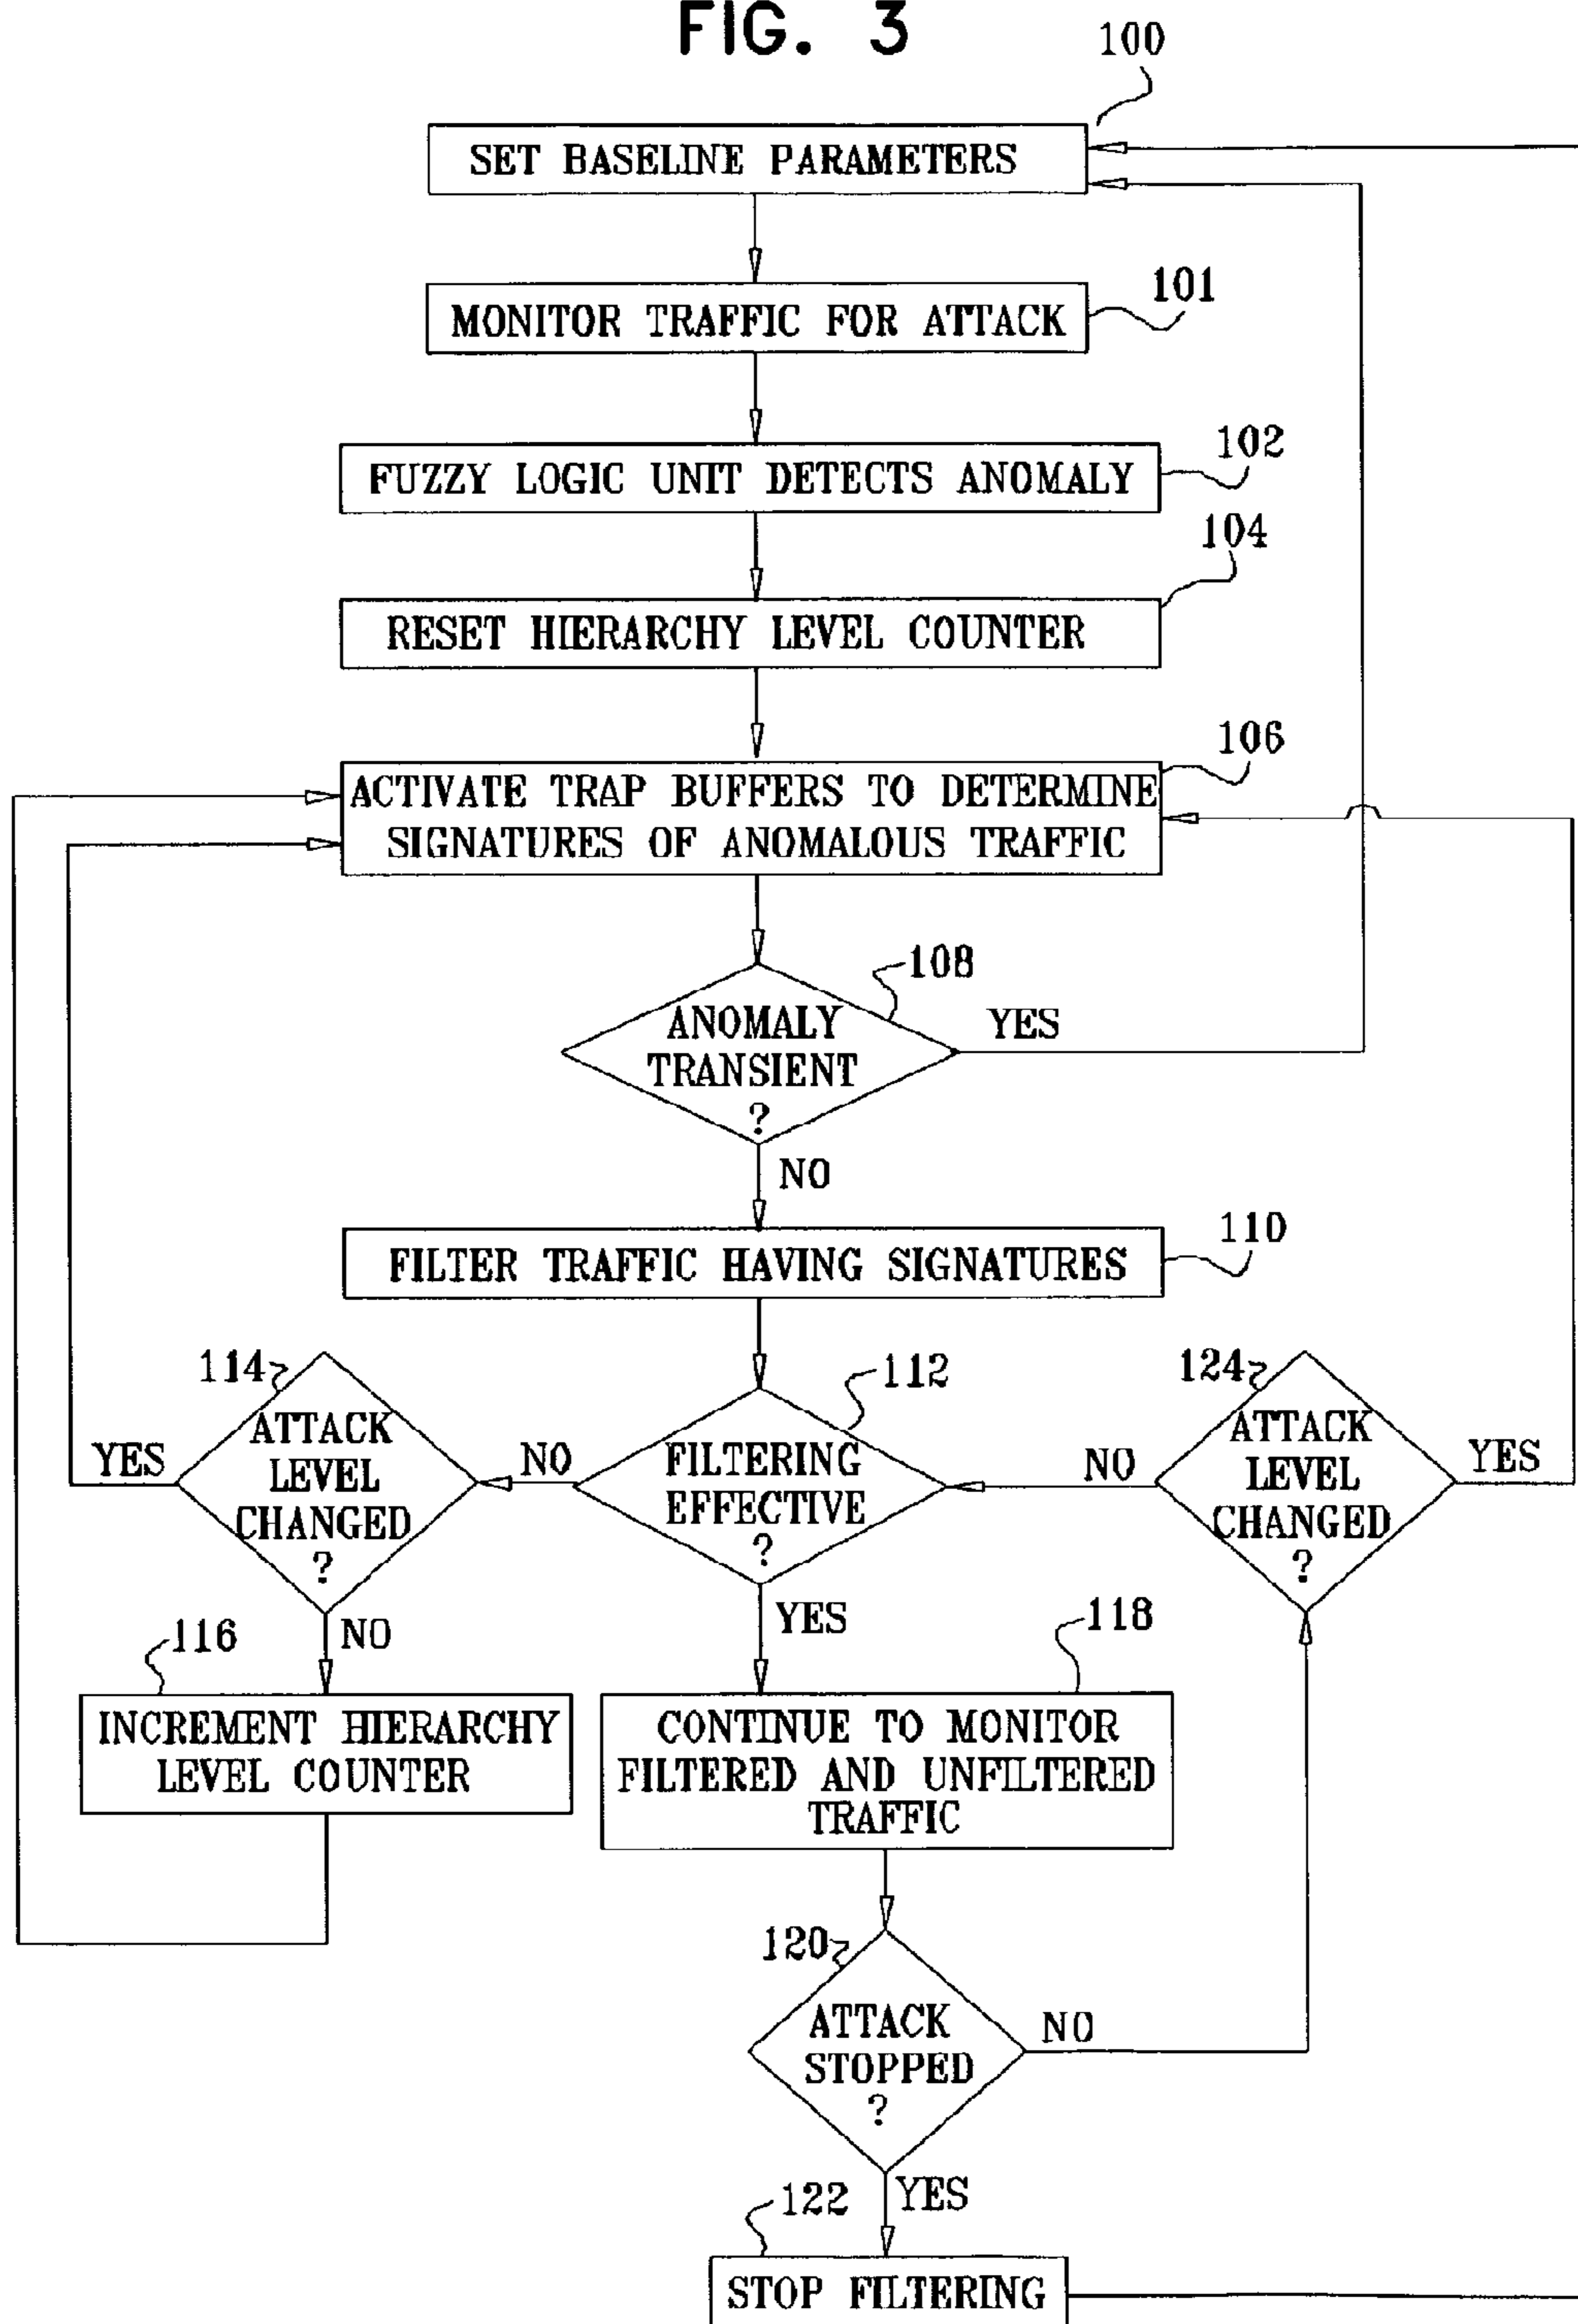 FIG. 3
100
SET BASELINE PARAMETERS
101
MONITOR TRAFFIC FOR ATTACK
102
FUZZY LOGIC UNIT DETECTS ANOMALY
104
RESET HIERARCHY LEVEL COUNTER
106
ACTIVATE TRAP BUFFERS TO DETERMINE
SIGNATURES OF ANOMALOUS TRAFFIC
108
ANOMALY
TRANSIENT
?
YES
NO
110
FILTER TRAFFIC HAVING SIGNATURES
114
ATTACK
LEVEL
CHANGED
?
YES
NO
112
FILTERING
EFFECTIVE
?
NO
YES
124
ATTACK
LEVEL
CHANGED
?
NO
YES
116
INCREMENT HIERARCHY
LEVEL COUNTER
118
CONTINUE TO MONITOR
FILTERED AND UNFILTERED
TRAFFIC
120
ATTACK
STOPPED
?
NO
YES
122
STOP FILTERING